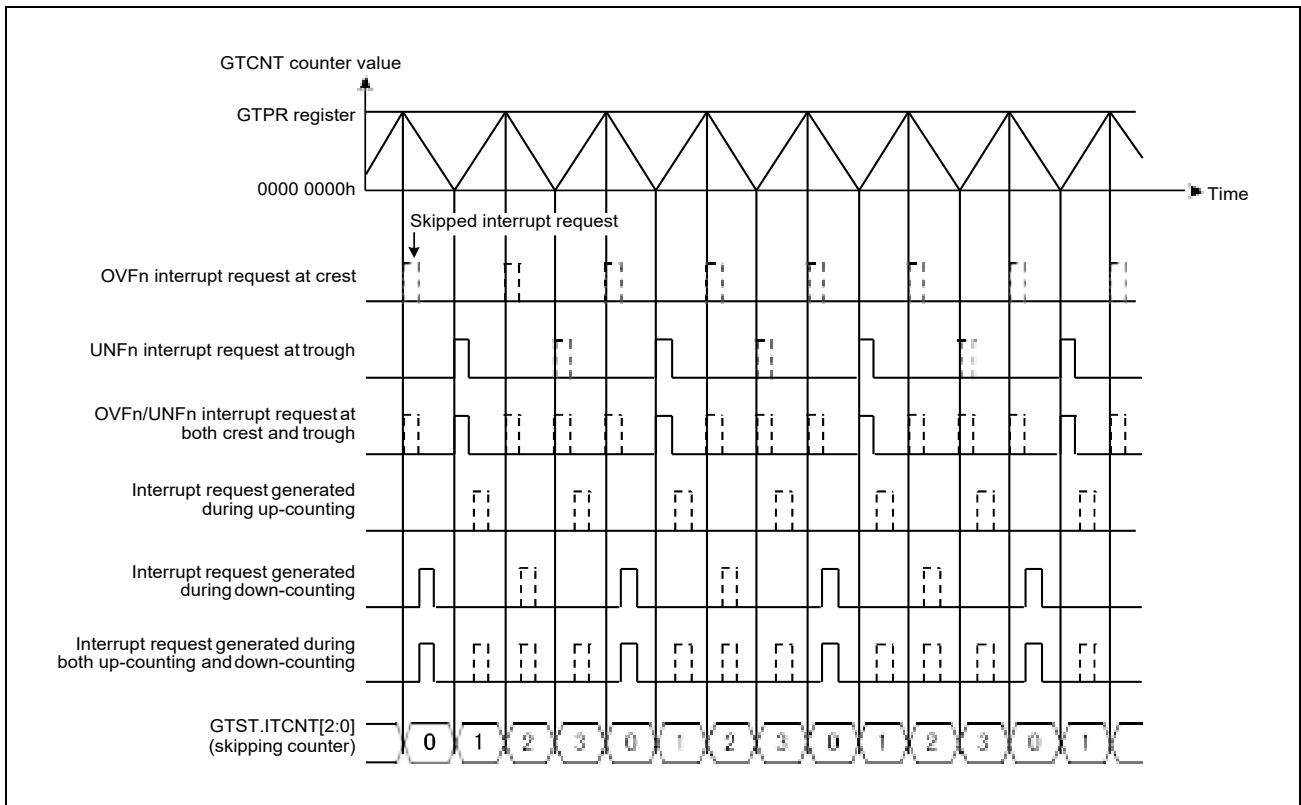 GTCNT counter value
GTPR register
0000 0000h
Time
Skipped interrupt request
OVFn interrupt request at crest
UNFn interrupt request at trough
OVFn/UNFn interrupt request at
both crest and trough
Interrupt request generated
during up-counting
Interrupt request generated
during down-counting
Interrupt request generated during
both up-counting and down-counting
GTST.ITCNT[2:0]
(skipping counter)
0 1 2 3 0 1 2 3 0 1 2 3 0 1